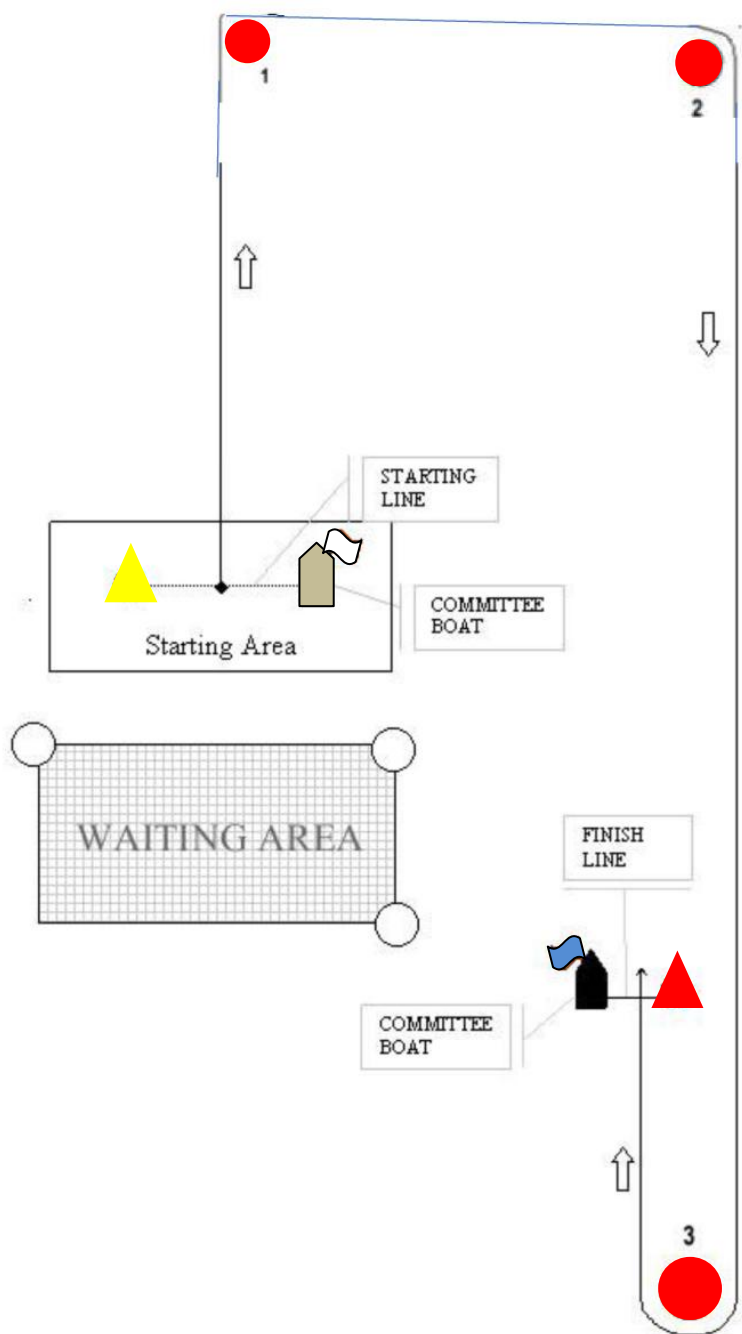 1
2
STARTING
LINE
COMMITTEE
BOAT
Starting Area
WAITING AREA
FINISH
LINE
COMMITTEE
BOAT
3